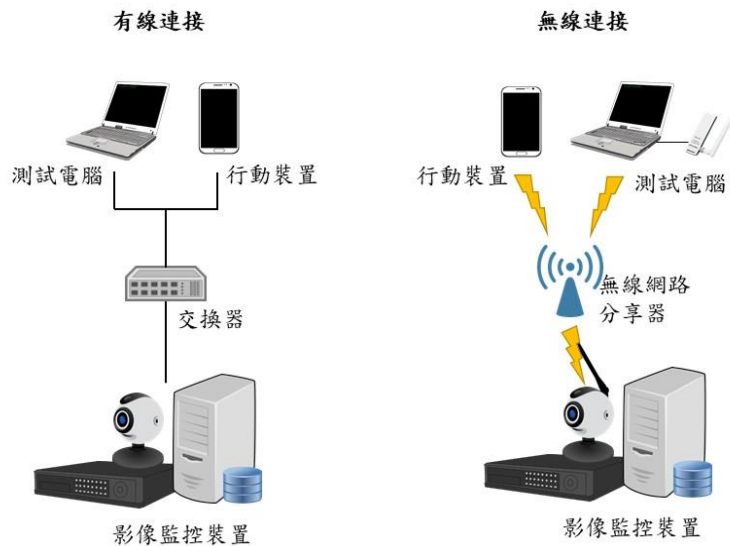 有線連接
無線連接
測試電腦
行動裝置
行動裝置
測試電腦
交換器
無線網路
分享器
影像監控裝置
影像監控裝置